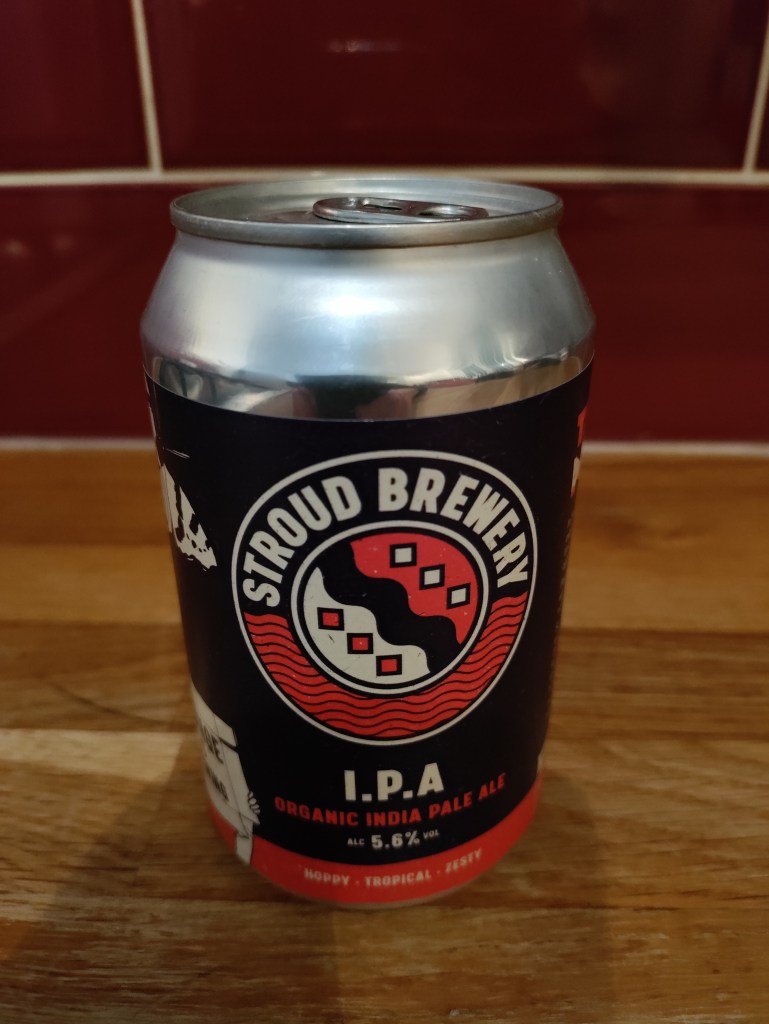 STROUD BREWERY
I.P.A
ORGANIC INDIA PALE ALE
ALC 5.6% VOL
HOPPY · TROPICAL · ZESTY